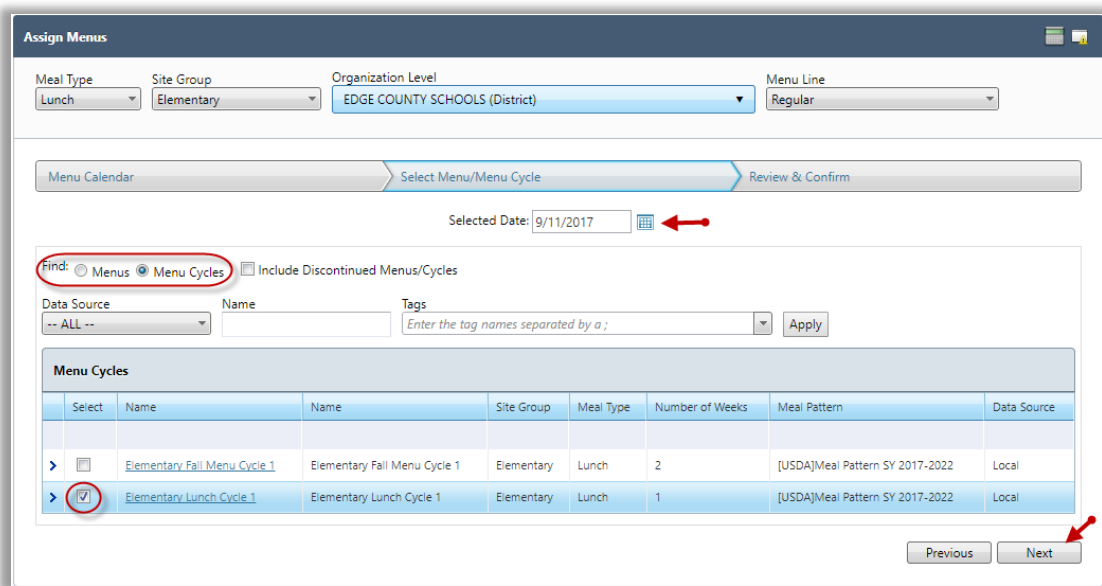 Assign Menus
Meal Type Site Group Organization Level Menu Line
Lunch Elementary EDGE COUNTY SCHOOLS (District) Regular
Menu Calendar Select Menu/Menu Cycle Review & Confirm
Selected Date: 9/11/2017
Find: Menus Menu Cycles Include Discontinued Menus/Cycles
Data Source Name Tags
-- ALL -- Enter the tag names separated by a ; Apply
Menu Cycles
Select Name Name Site Group Meal Type Number of Weeks Meal Pattern Data Source
Elementary Fall Menu Cycle 1 Elementary Fall Menu Cycle 1 Elementary Lunch 2 [USDA]Meal Pattern SY 2017-2022 Local
Elementary Lunch Cycle 1 Elementary Lunch Cycle 1 Elementary Lunch 1 [USDA]Meal Pattern SY 2017-2022 Local
Previous Next